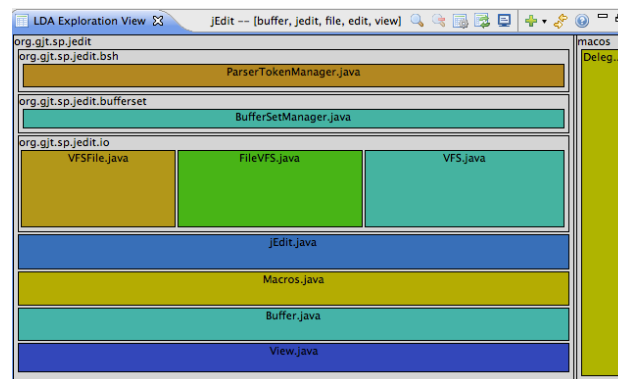 LDA Exploration View
jEdit -- [buffer, jedit, file, edit, view]
org.gjt.sp.jedit
org.gjt.sp.jedit.bsh
ParserTokenManager.java
org.gjt.sp.jedit.bufferset
BufferSetManager.java
org.gjt.sp.jedit.io
VFSFile.java
FileVFS.java
VFS.java
jEdit.java
Macros.java
Buffer.java
View.java
macos
Deleg...